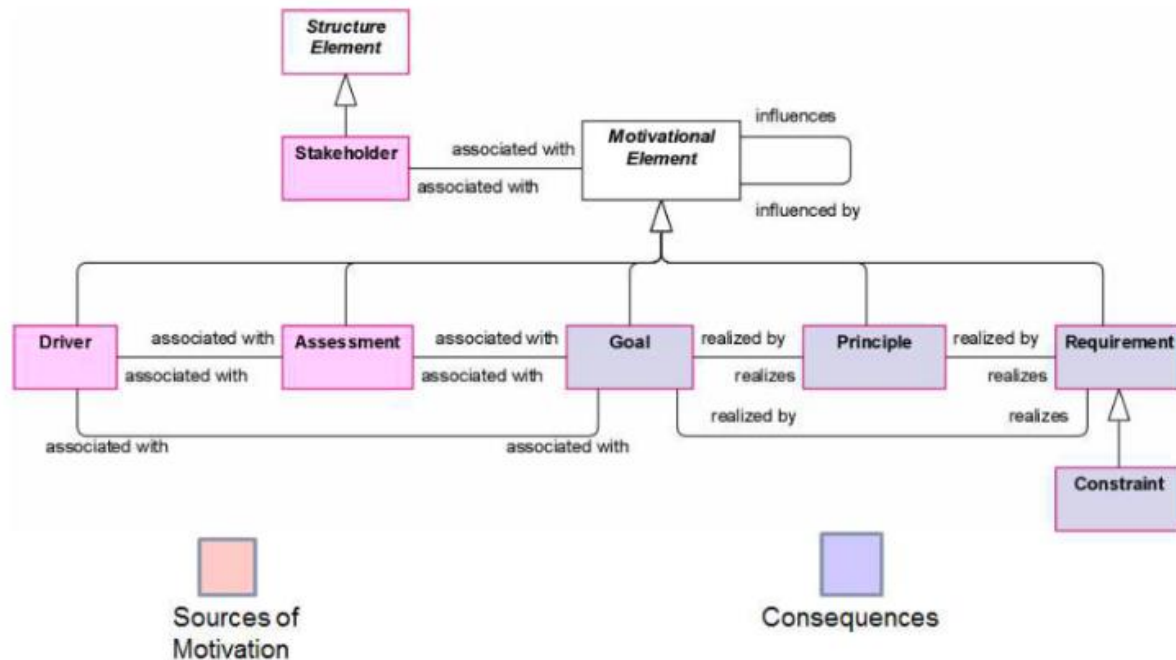 Structure
Element
influences
Stakeholder
associated with
Motivational
Element
associated with
influenced by
Driver
associated with
Assessment
associated with
Goal
realized by
Principle
realized by
Requirement
associated with
associated with
realizes
realizes
realized by
realizes
associated with
associated with
Constraint
Sources of
Motivation
Consequences